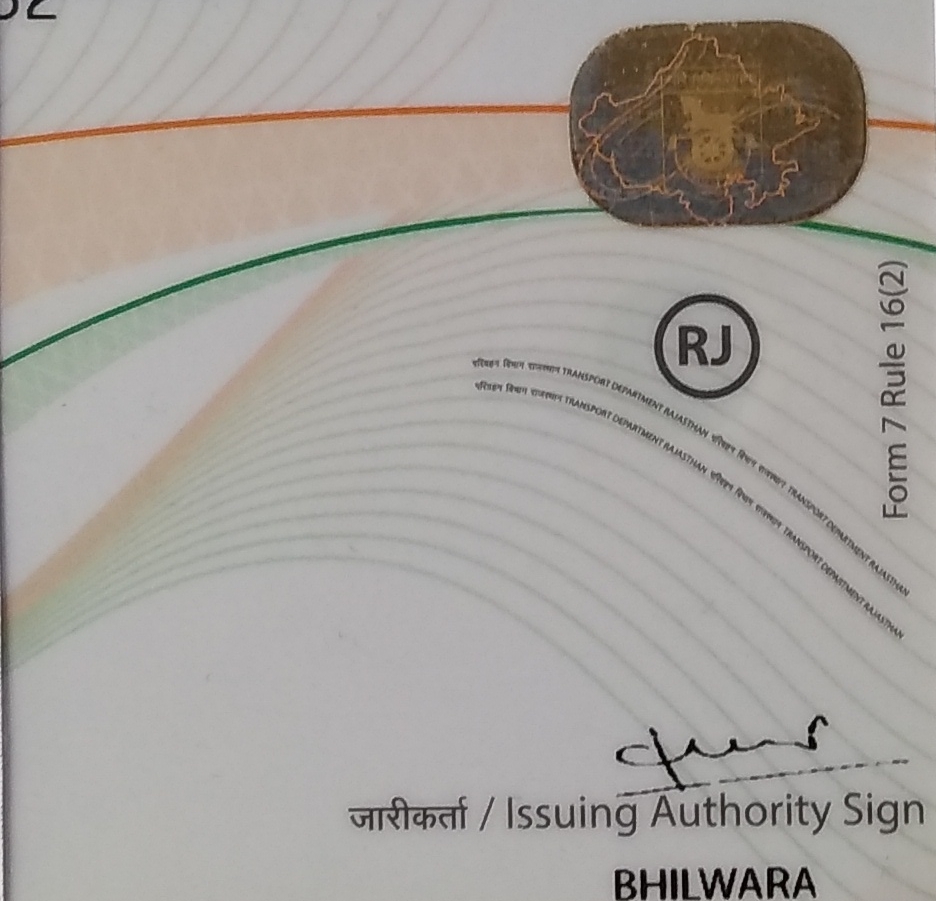 RJ
Form 7 Rule 16(2)
परिवहन विभाग राजस्थान TRANSPORT DEPARTMENT RAJASTHAN परिवहन विभाग राजस्थान TRANSPORT DEPARTMENT RAJASTHAN
परिवहन विभाग राजस्थान TRANSPORT DEPARTMENT RAJASTHAN परिवहन विभाग राजस्थान TRANSPORT DEPARTMENT RAJASTHAN
जारीकर्ता / Issuing Authority Sign
BHILWARA